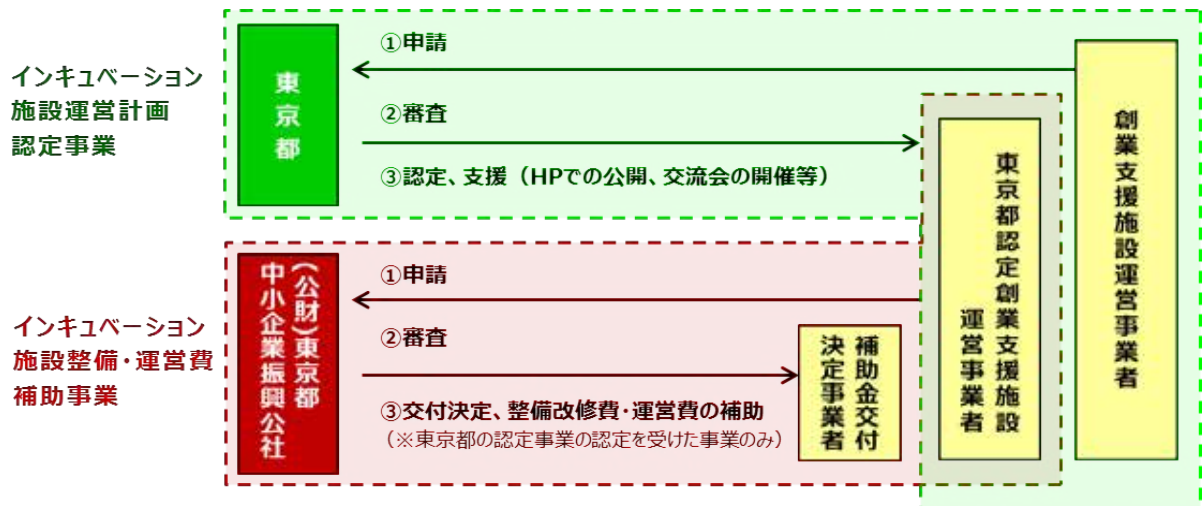 インキュベーション
施設運営計画
認定事業
東京都
①申請
②審査
③認定、支援（HPでの公開、交流会の開催等）
創業支援施設運営事業者
東京都認定創業支援施設
運営事業者
インキュベーション
施設整備・運営費
補助事業
（公財）東京都
中小企業振興公社
①申請
②審査
③交付決定、整備改修費・運営費の補助
（※東京都の認定事業の認定を受けた事業のみ）
補助金交付
決定事業者